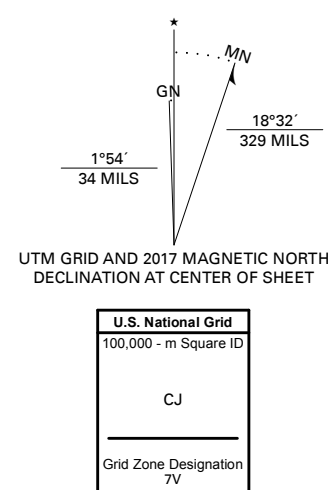 MN
GN
18°32´
329 MILS
1°54´
34 MILS
UTM GRID AND 2017 MAGNETIC NORTH
DECLINATION AT CENTER OF SHEET
U.S. National Grid
100,000 - m Square ID
CJ
Grid Zone Designation
7V